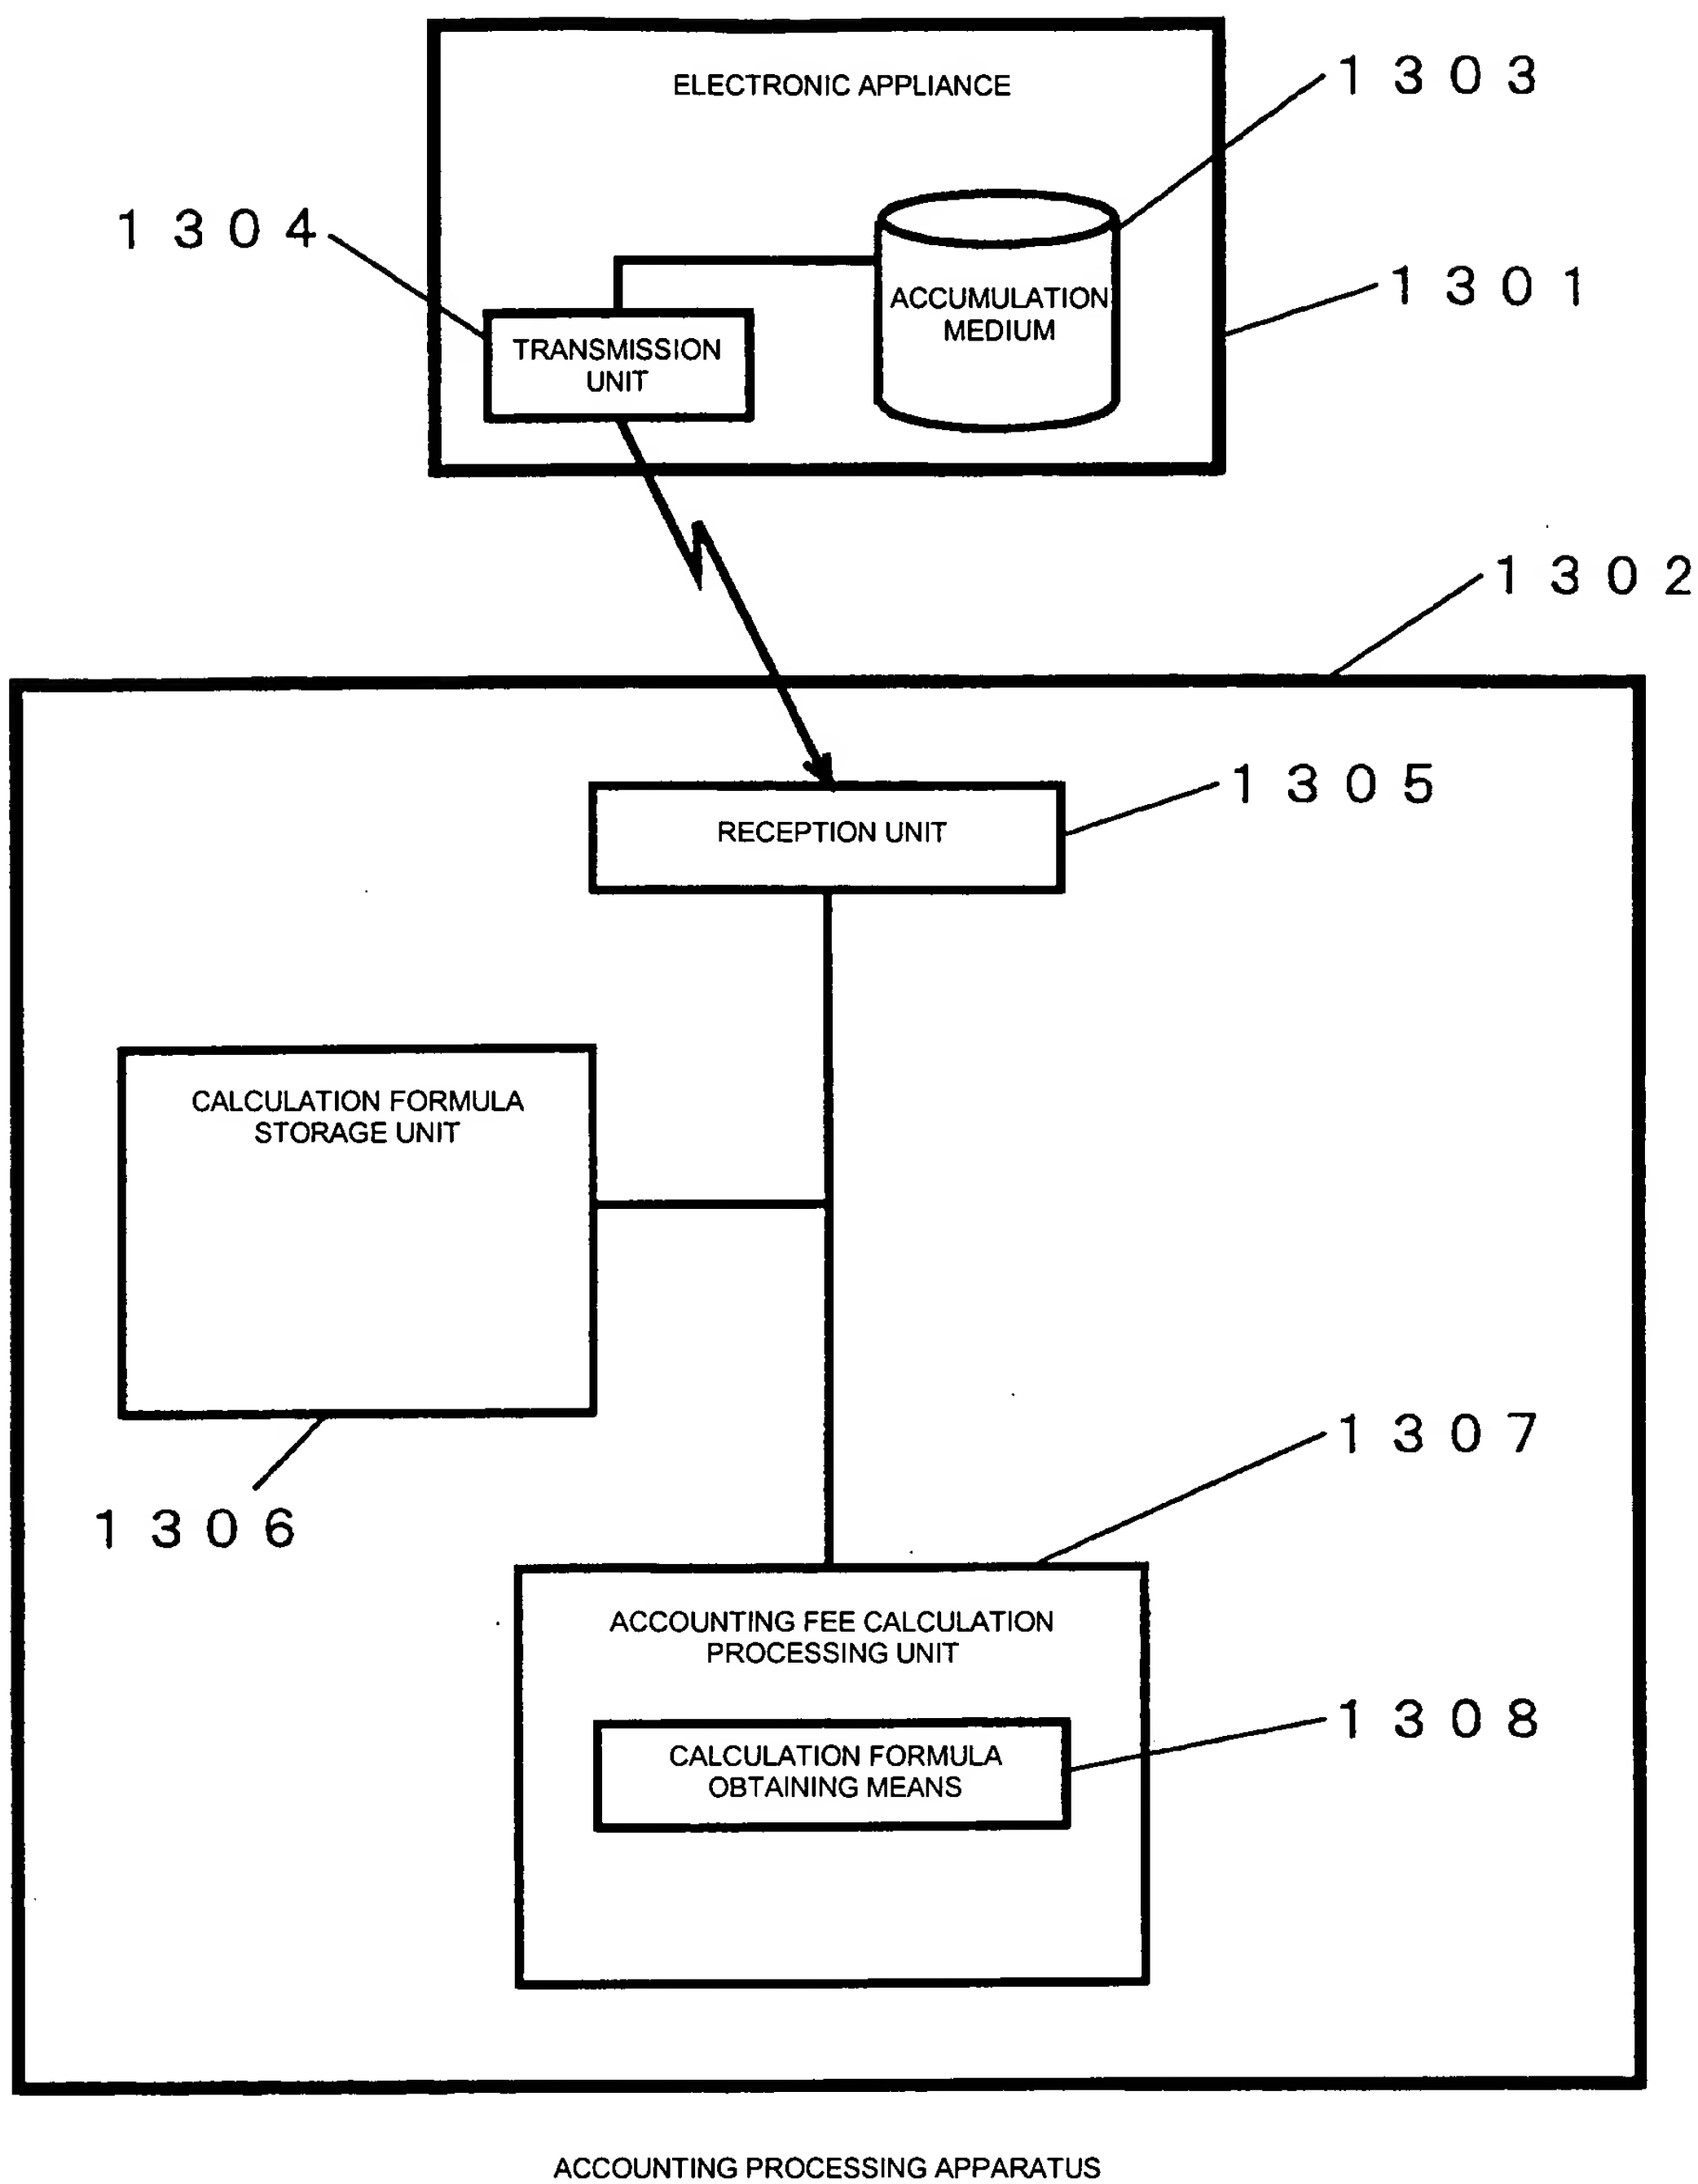 ELECTRONIC APPLIANCE
1303
1304
ACCUMULATION
MEDIUM
1301
TRANSMISSION
UNIT
1302
RECEPTION UNIT
1305
CALCULATION FORMULA
STORAGE UNIT
1306
1307
ACCOUNTING FEE CALCULATION
PROCESSING UNIT
CALCULATION FORMULA
OBTAINING MEANS
1308
ACCOUNTING PROCESSING APPARATUS